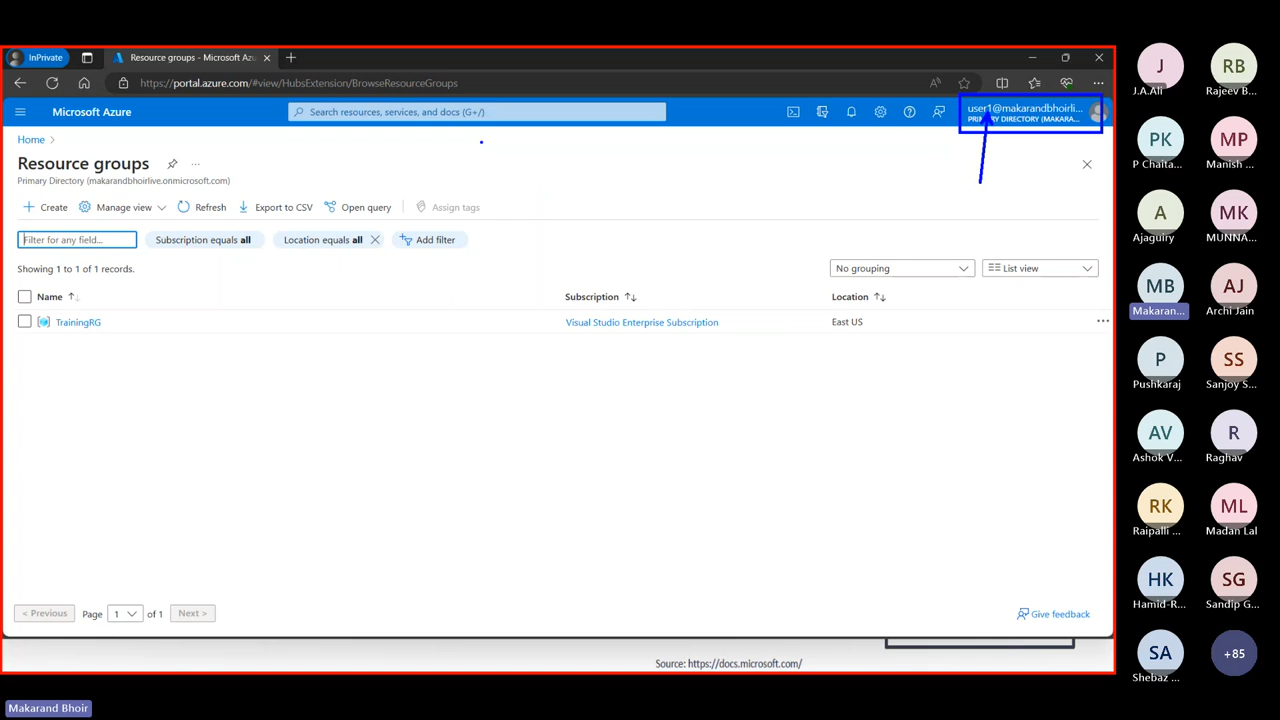 InPrivate
Resource groups - Microsoft Azu
https://portal.azure.com/#view/HubsExtension/BrowseResourceGroups
Microsoft Azure
Search resources, services, and docs (G+/)
user1@makarandbhoirli...
PRIMARY DIRECTORY (MAKARA...
Home
Resource groups
Primary Directory (makarandbhoirlive.onmicrosoft.com)
Create
Manage view
Refresh
Export to CSV
Open query
Assign tags
Filter for any field...
Subscription equals all
Location equals all
Add filter
Showing 1 to 1 of 1 records.
No grouping
List view
Name
Subscription
Location
TrainingRG
Visual Studio Enterprise Subscription
East US
< Previous
Page
1
of 1
Next >
Give feedback
Source: https://docs.microsoft.com/
J
J.A.Ali
RB
Rajeev B...
PK
P Chaita...
MP
Manish ...
A
Ajaguiry
MK
MUNNA...
MB
Makaran...
AJ
Archi Jain
P
Pushkaraj
SS
Sanjoy S...
AV
Ashok V...
R
Raghav
RK
Raipalli ...
ML
Madan Lal
HK
Hamid-R...
SG
Sandip G...
SA
Shebaz ...
+85
Makarand Bhoir